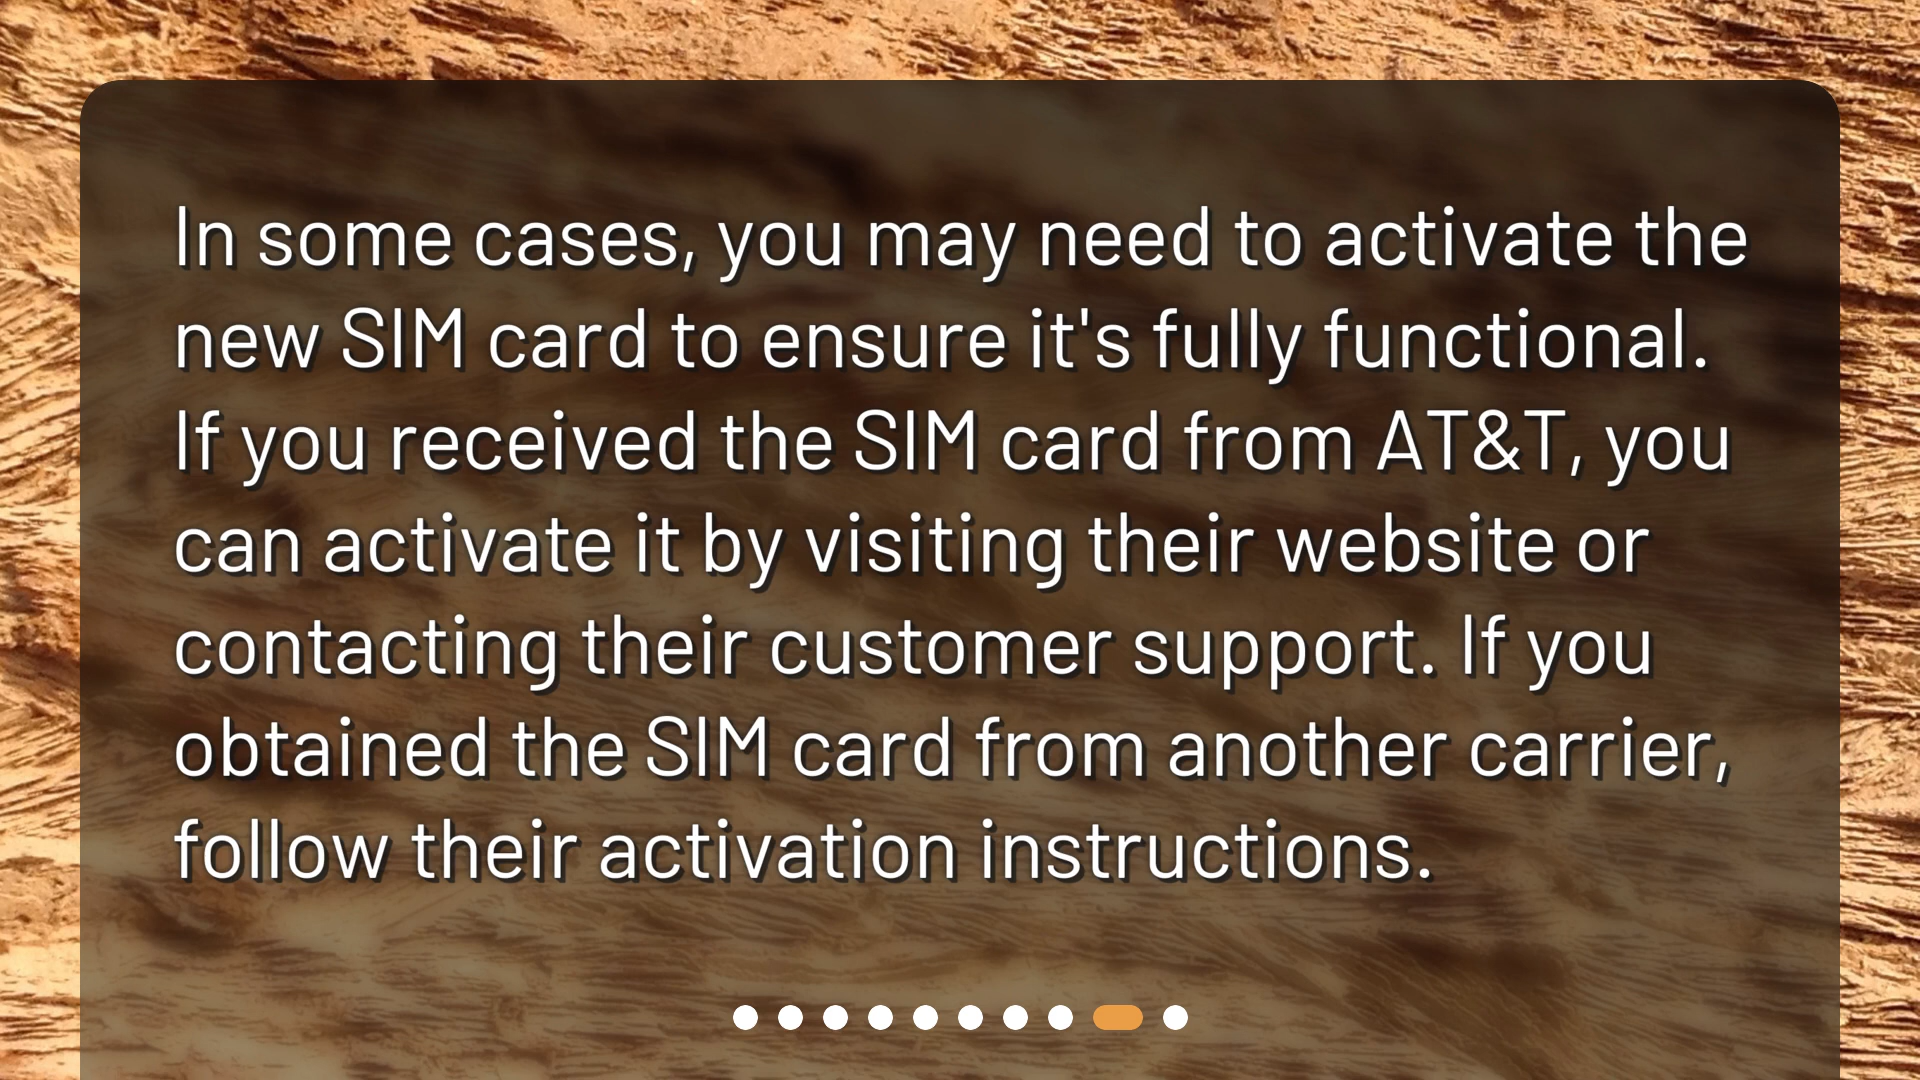 In some cases, you may need to activate the
new SIM card to ensure it's fully functional.
If you received the SIM card from AT&T, you
can activate it by visiting their website or
contacting their customer support. If you
obtained the SIM card from another carrier,
follow their activation instructions.